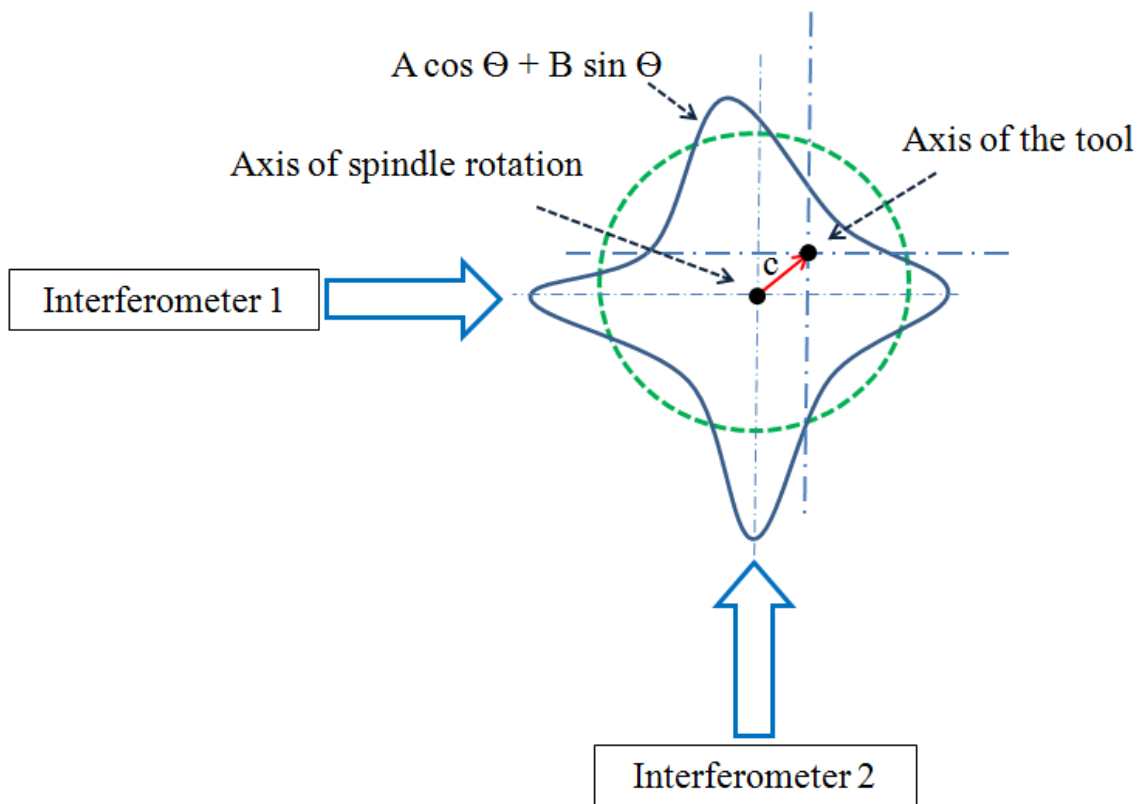 A cos Θ + B sin Θ
Axis of the tool
Axis of spindle rotation
c
Interferometer 1
Interferometer 2